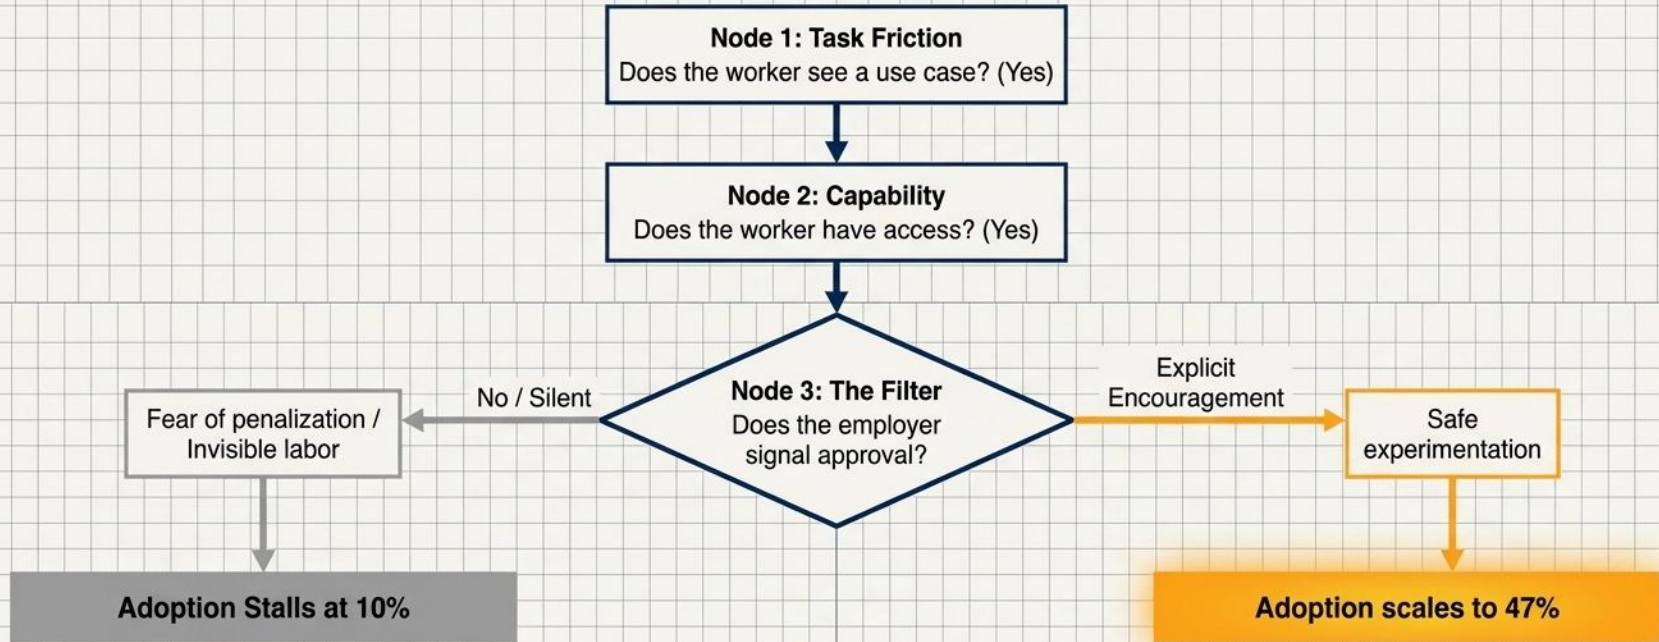 Node 1: Task Friction
Does the worker see a use case? (Yes)
Node 2: Capability
Does the worker have access? (Yes)
Node 3: The Filter
Does the employer
signal approval?
No / Silent
Fear of penalization /
Invisible labor
Adoption Stalls at 10%
Explicit
Encouragement
Safe
experimentation
Adoption scales to 47%